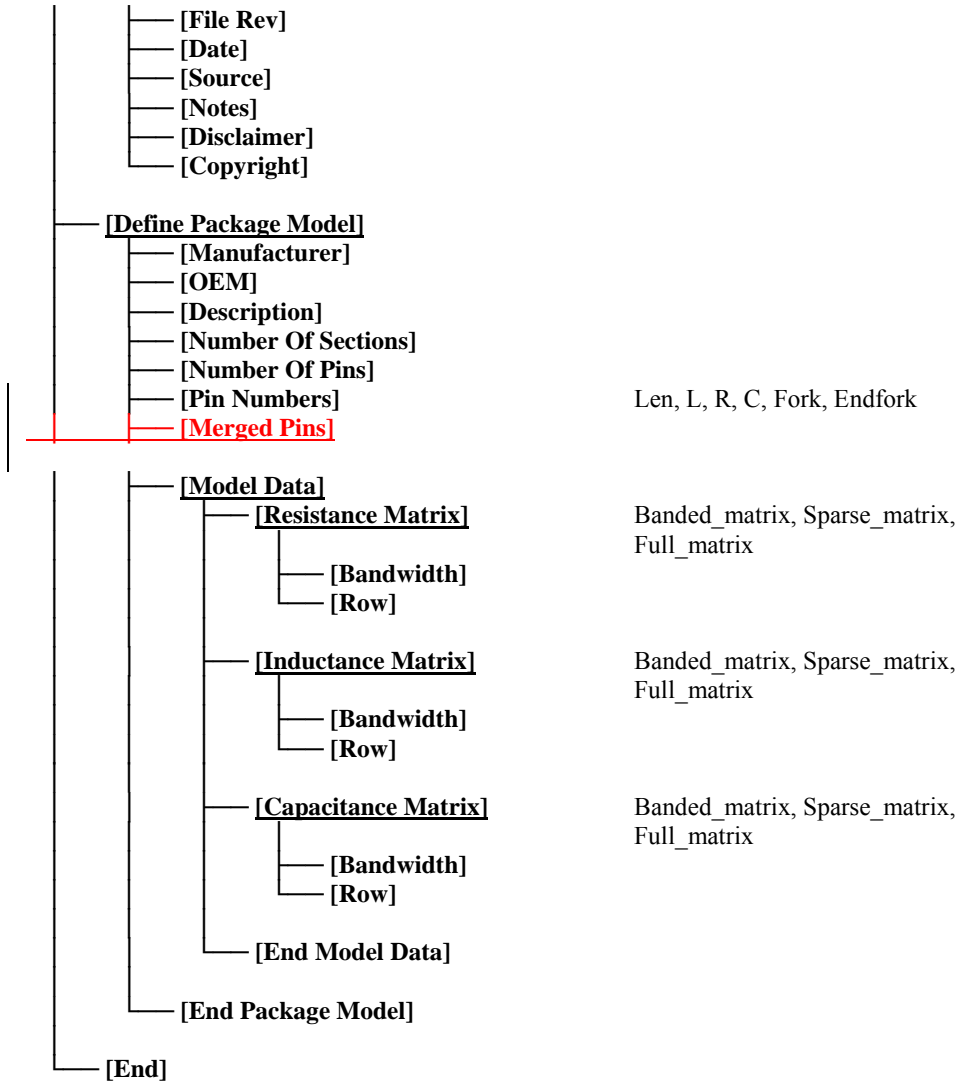 [File Rev]
[Date]
[Source]
[Notes]
[Disclaimer]
[Copyright]
[Define Package Model]
[Manufacturer]
[OEM]
[Description]
[Number Of Sections]
[Number Of Pins]
[Pin Numbers] Len, L, R, C, Fork, Endfork
[Merged Pins]
[Model Data]
[Resistance Matrix] Banded_matrix, Sparse_matrix,
Full_matrix
[Bandwidth]
[Row]
[Inductance Matrix] Banded_matrix, Sparse_matrix,
Full_matrix
[Bandwidth]
[Row]
[Capacitance Matrix] Banded_matrix, Sparse_matrix,
Full_matrix
[Bandwidth]
[Row]
[End Model Data]
[End Package Model]
[End]